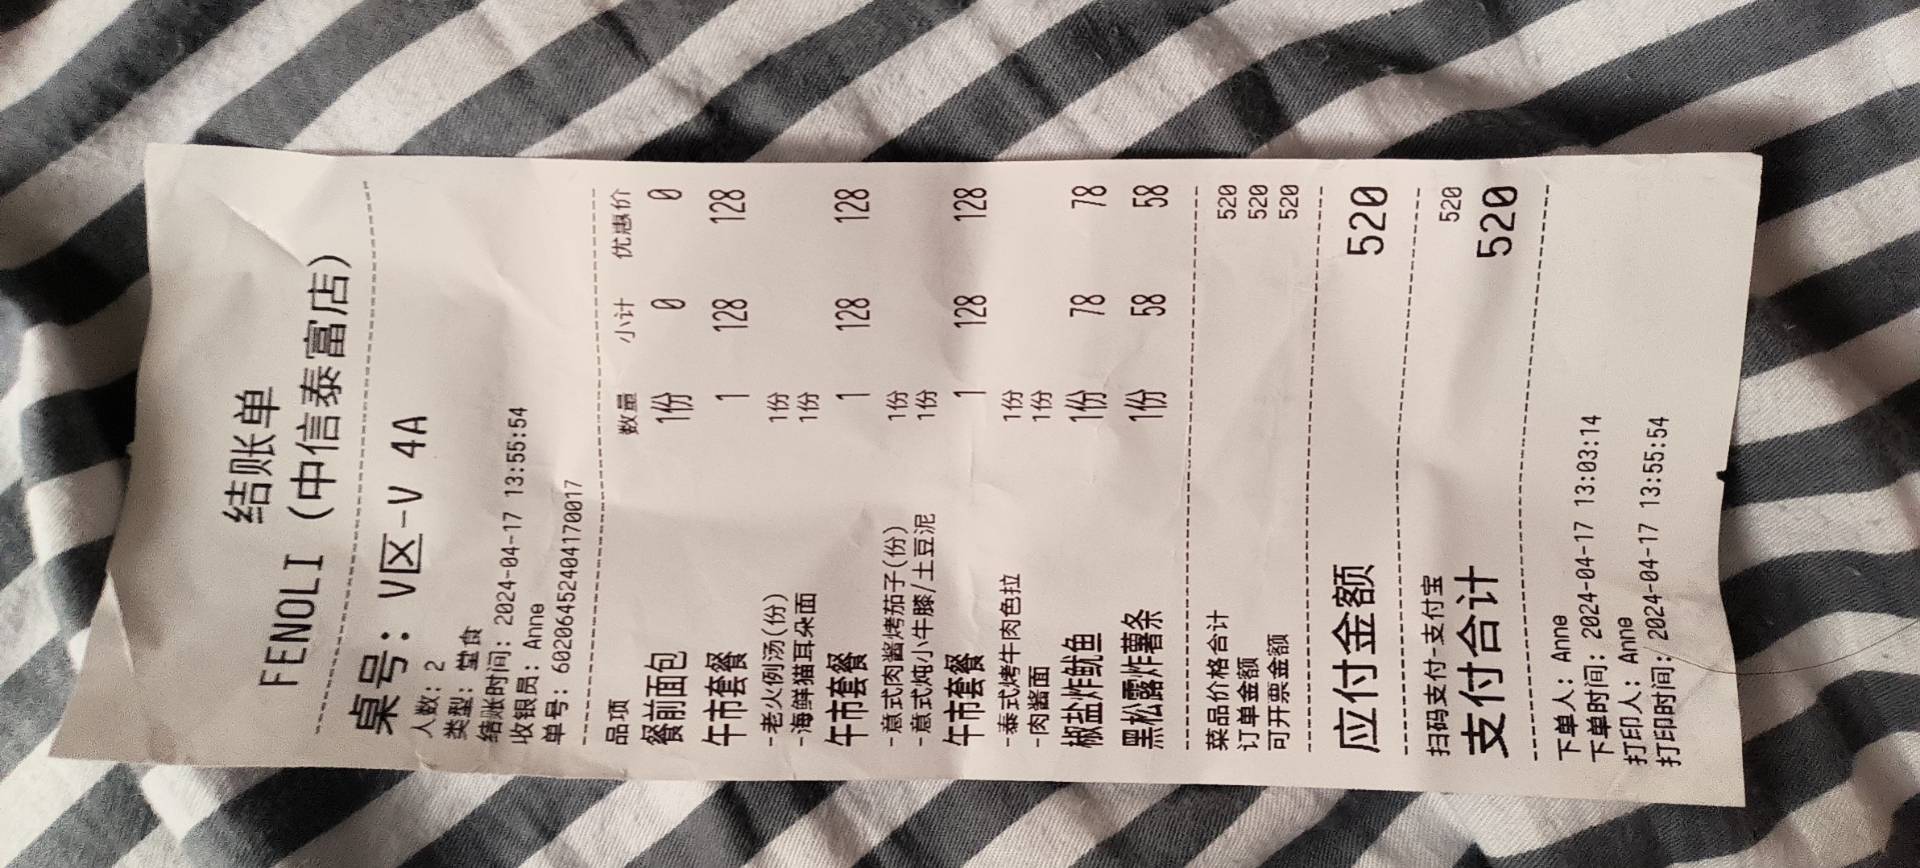 结账单
FENOLI (中信泰富店)
桌号: V区-V 4A
人数: 2
类型: 堂食
结账时间: 2024-04-17 13:55:54
收银员: Anne
单号: 602064524041​70017
品项 数量 小计 优惠价
餐前面包 1份 0 0
午市套餐 1 128 128
-老火例汤(份) 1份
-海鲜猫耳朵面 1份
午市套餐 1 128 128
-意式肉酱烤茄子(份) 1份
-意式炖小牛膝/土豆泥 1份
午市套餐 1 128 128
-泰式烤牛肉色拉 1份
-肉酱面 1份
椒盐炸鱿鱼 1份 78 78
黑松露炸薯条 1份 58 58
菜品价格合计 520
订单金额 520
可开票金额 520
应付金额 520
扫码支付-支付宝 520
支付合计 520
下单人: Anne
下单时间: 2024-04-17 13:03:14
打印人: Anne
打印时间: 2024-04-17 13:55:54